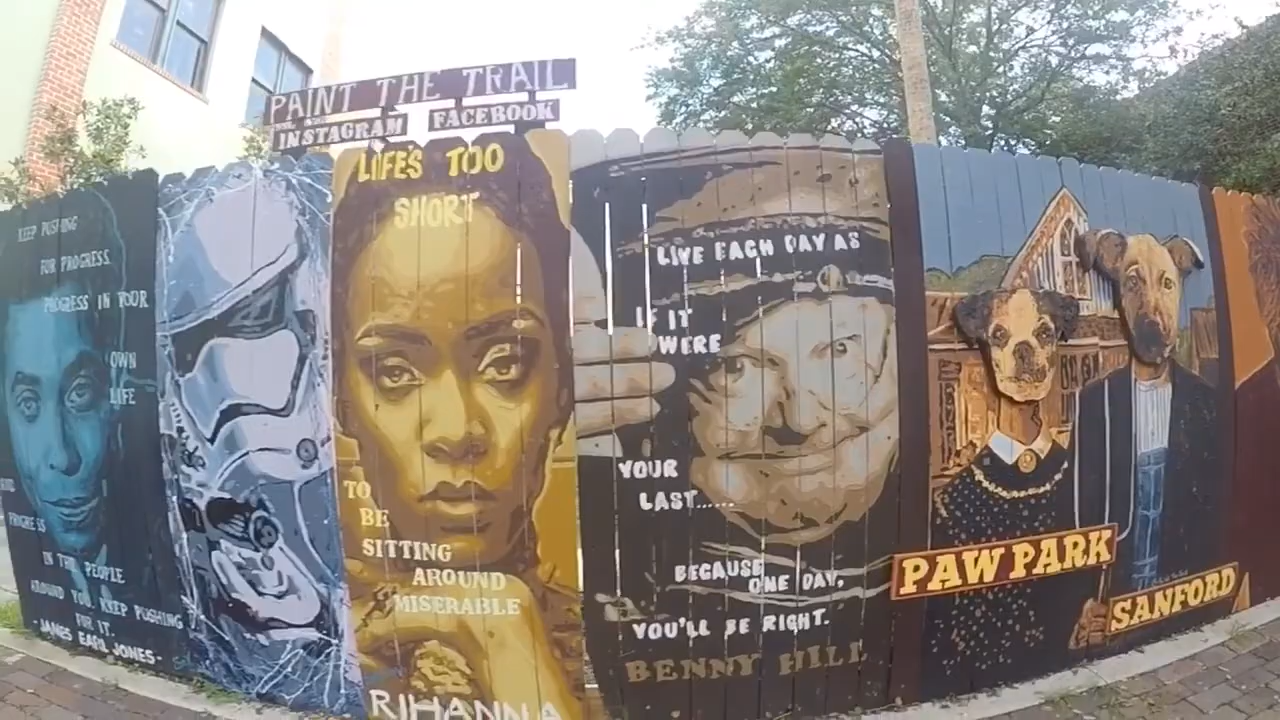 PAINT THE TRAIL
INSTAGRAM FACEBOOK
KEEP PUSHING
FOR PROGRESS.
PROGRESS IN YOUR
OWN
LIFE
PROGRESS
IN THE PEOPLE
AROUND YOU. KEEP PUSHING
FOR IT.
-JAMES EARL JONES-
LIFE'S TOO
SHORT
TO
BE
SITTING
AROUND
MISERABLE
RIHANNA
LIVE EACH DAY AS
IF IT
WERE
YOUR
LAST.....
BECAUSE
ONE DAY,
YOU'LL BE RIGHT.
BENNY HILL
PAW PARK
SANFORD